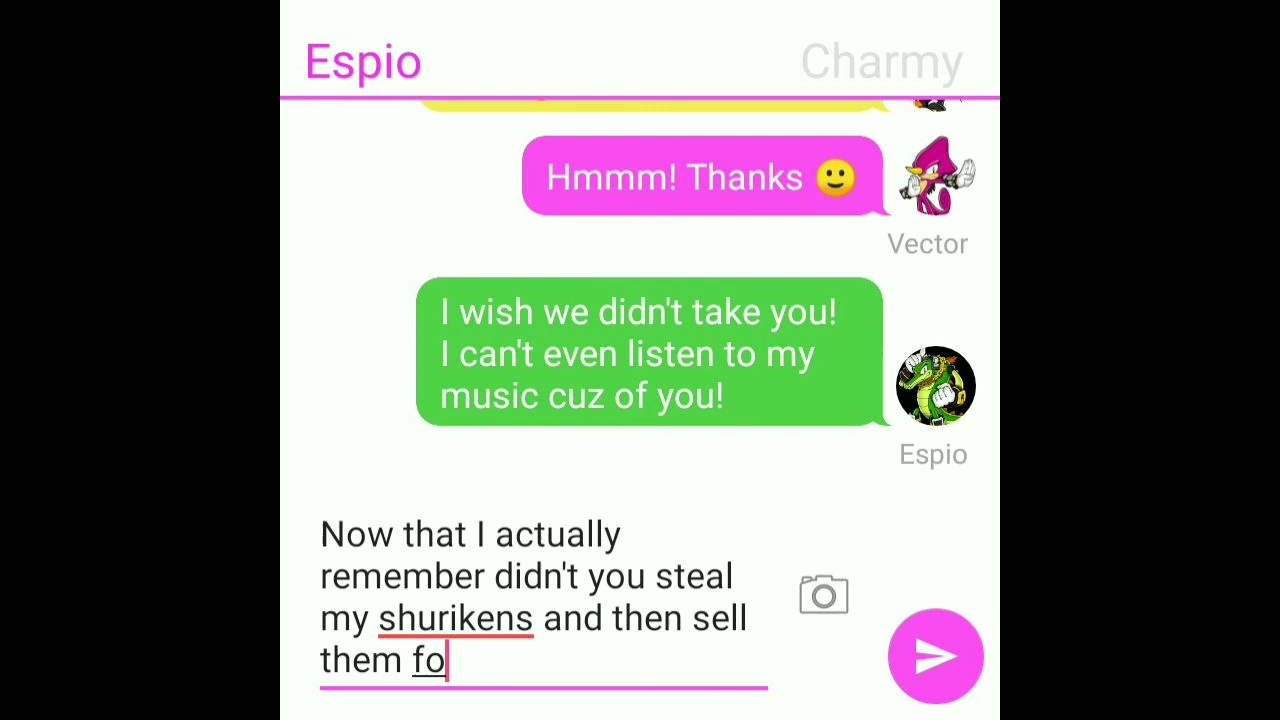 Espio
Charmy
Hmmm! Thanks 🙂
Vector
I wish we didn't take you!
I can't even listen to my
music cuz of you!
Espio
Now that I actually
remember didn't you steal
my shurikens and then sell
them fo